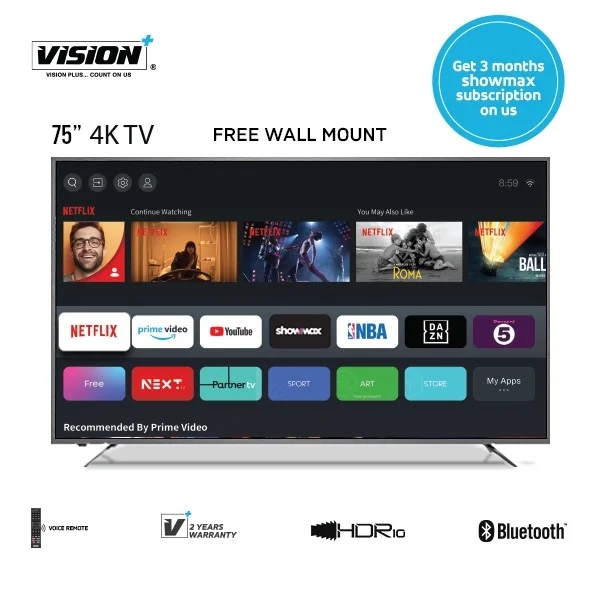 ViSiON+ ®
VISION PLUS... COUNT ON US
Get 3 months
showmax
subscription
on us
75” 4K TV
FREE WALL MOUNT
8:59
NETFLIX
Continue Watching
You May Also Like
NETFLIX
NETFLIX
NETFLIX
ROMA
BALL
NETFLIX
prime video
YouTube
showmax
NBA
DAZN
5
Free
NEXT
Partner tv
SPORT
ART
STORE
My Apps
Recommended By Prime Video
VOICE REMOTE
V+
2 YEARS
WARRANTY
HDR10
Bluetooth